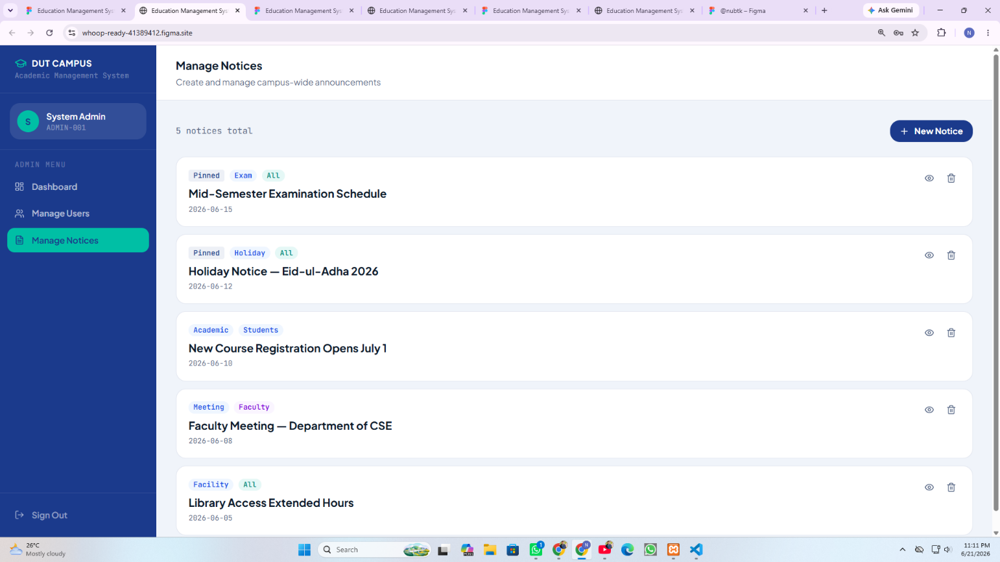 Education Management Sys
Education Management Sys
Education Management Sys
Education Management Sys
Education Management Sys
Education Management Sys
@nubtk – Figma
Ask Gemini
whoop-ready-41389412.figma.site
N
DUT CAMPUS
Academic Management System
S
System Admin
ADMIN-001
ADMIN MENU
Dashboard
Manage Users
Manage Notices
Sign Out
Manage Notices
Create and manage campus-wide announcements
5 notices total
+ New Notice
Pinned Exam All
Mid-Semester Examination Schedule
2026-06-15
Pinned Holiday All
Holiday Notice — Eid-ul-Adha 2026
2026-06-12
Academic Students
New Course Registration Opens July 1
2026-06-10
Meeting Faculty
Faculty Meeting — Department of CSE
2026-06-08
Facility All
Library Access Extended Hours
2026-06-05
26°C
Mostly cloudy
Search
M365
1
N
11:11 PM
6/21/2026